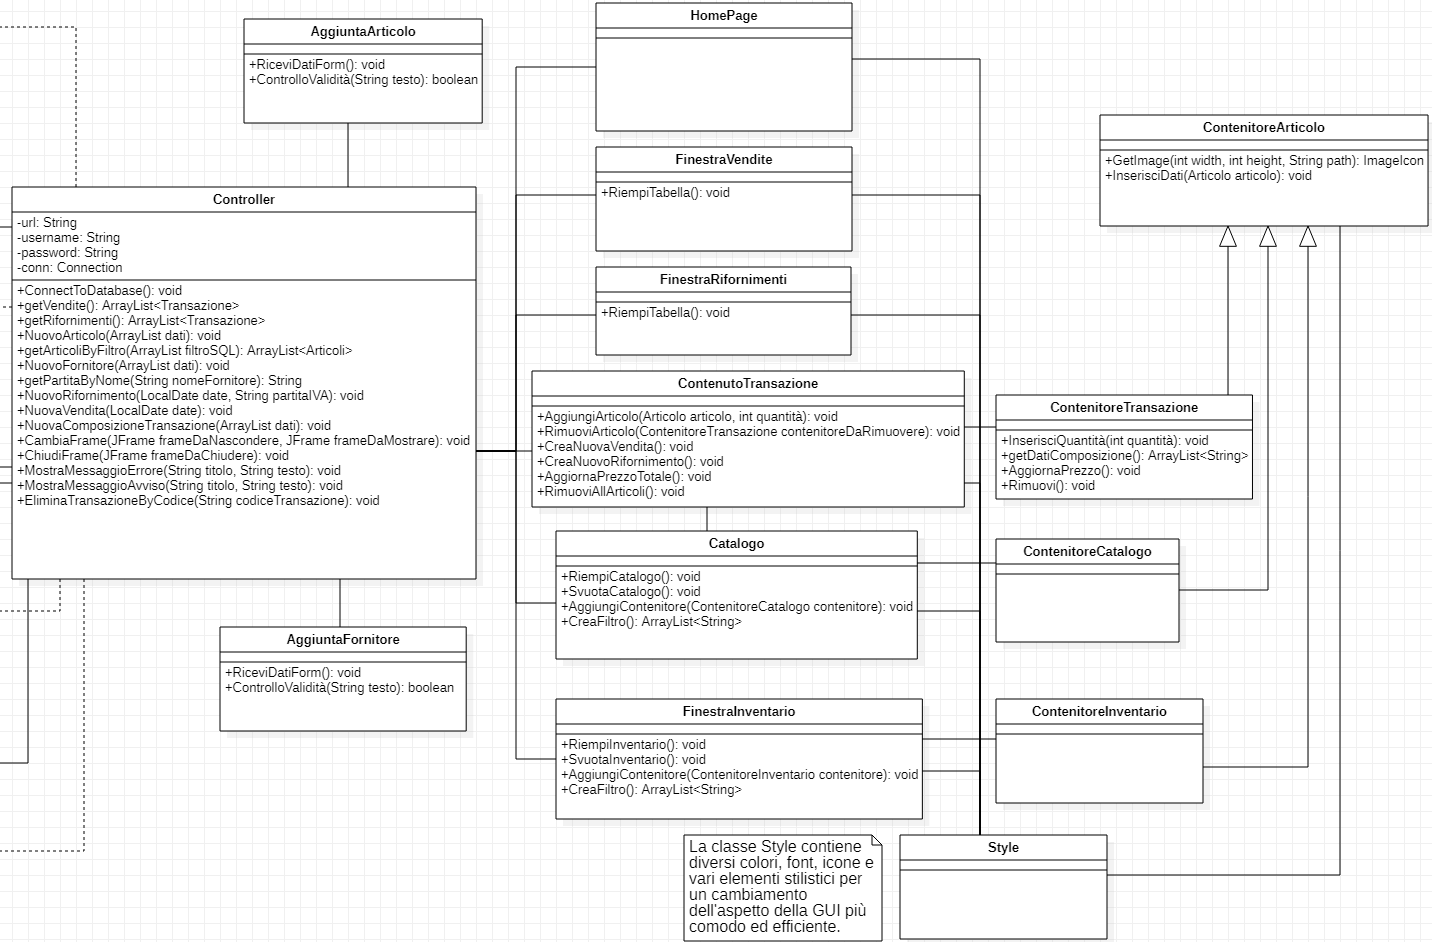 AggiuntaArticolo
+RiceviDatiForm(): void
+ControlloValidità(String testo): boolean
HomePage
FinestraVendite
+RiempiTabella(): void
FinestraRifornimenti
+RiempiTabella(): void
ContenitoreArticolo
+GetImage(int width, int height, String path): ImageIcon
+InserisciDati(Articolo articolo): void
Controller
-url: String
-username: String
-password: String
-conn: Connection
+ConnectToDatabase(): void
+getVendite(): ArrayList<Transazione>
+getRifornimenti(): ArrayList<Transazione>
+NuovoArticolo(ArrayList dati): void
+getArticoliByFiltro(ArrayList filtroSQL): ArrayList<Articoli>
+NuovoFornitore(ArrayList dati): void
+getPartitaByNome(String nomeFornitore): String
+NuovoRifornimento(LocalDate date, String partitaIVA): void
+NuovaVendita(LocalDate date): void
+NuovaComposizioneTransazione(ArrayList dati): void
+CambiaFrame(JFrame frameDaNascondere, JFrame frameDaMostrare): void
+ChiudiFrame(JFrame frameDaChiudere): void
+MostraMessaggioErrore(String titolo, String testo): void
+MostraMessaggioAvviso(String titolo, String testo): void
+EliminaTransazioneByCodice(String codiceTransazione): void
ContenutoTransazione
+AggiungiArticolo(Articolo articolo, int quantità): void
+RimuoviArticolo(ContenitoreTransazione contenitoreDaRimuovere): void
+CreaNuovaVendita(): void
+CreaNuovoRifornimento(): void
+AggiornaPrezzoTotale(): void
+RimuoviAllArticoli(): void
ContenitoreTransazione
+InserisciQuantità(int quantità): void
+getDatiComposizione(): ArrayList<String>
+AggiornaPrezzo(): void
+Rimuovi(): void
Catalogo
+RiempiCatalogo(): void
+SvuotaCatalogo(): void
+AggiungiContenitore(ContenitoreCatalogo contenitore): void
+CreaFiltro(): ArrayList<String>
ContenitoreCatalogo
AggiuntaFornitore
+RiceviDatiForm(): void
+ControlloValidità(String testo): boolean
FinestraInventario
+RiempiInventario(): void
+SvuotaInventario(): void
+AggiungiContenitore(ContenitoreInventario contenitore): void
+CreaFiltro(): ArrayList<String>
ContenitoreInventario
La classe Style contiene
diversi colori, font, icone e
vari elementi stilistici per
un cambiamento
dell'aspetto della GUI più
comodo ed efficiente.
Style